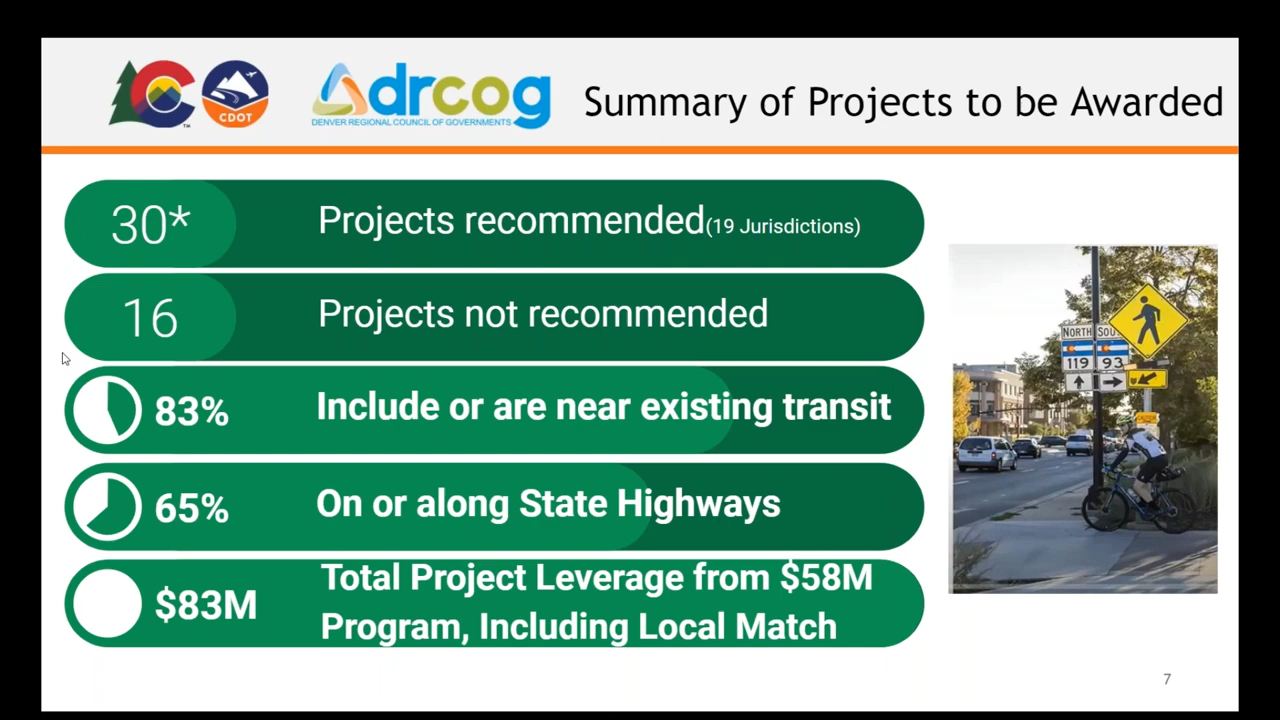 CDOT
TM
drcog
DENVER REGIONAL COUNCIL OF GOVERNMENTS
Summary of Projects to be Awarded
30*
Projects recommended(19 Jurisdictions)
16
Projects not recommended
83%
Include or are near existing transit
65%
On or along State Highways
$83M
Total Project Leverage from $58M
Program, Including Local Match
NORTH SOU
119 93
7